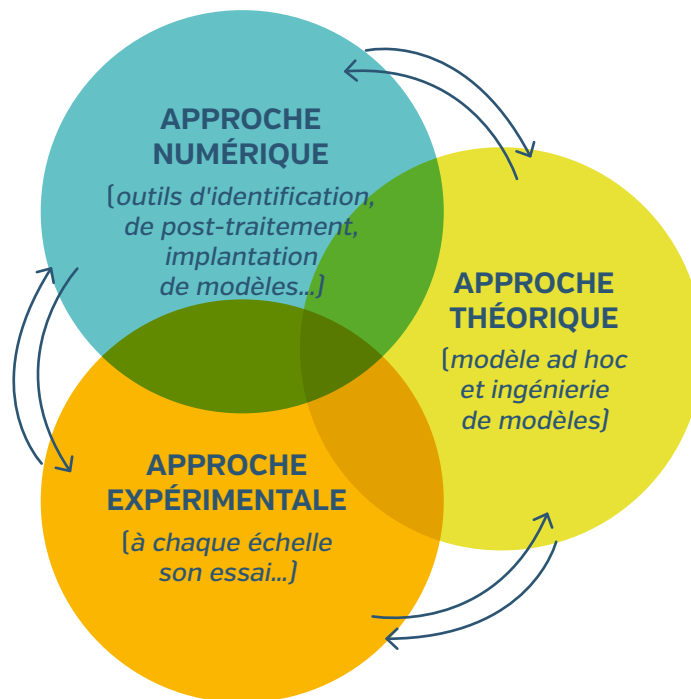 APPROCHE
NUMÉRIQUE
(outils d'identification,
de post-traitement,
implantation
de modèles...)
APPROCHE
THÉORIQUE
(modèle ad hoc
et ingénierie
de modèles)
APPROCHE
EXPÉRIMENTALE
(à chaque échelle
son essai...)